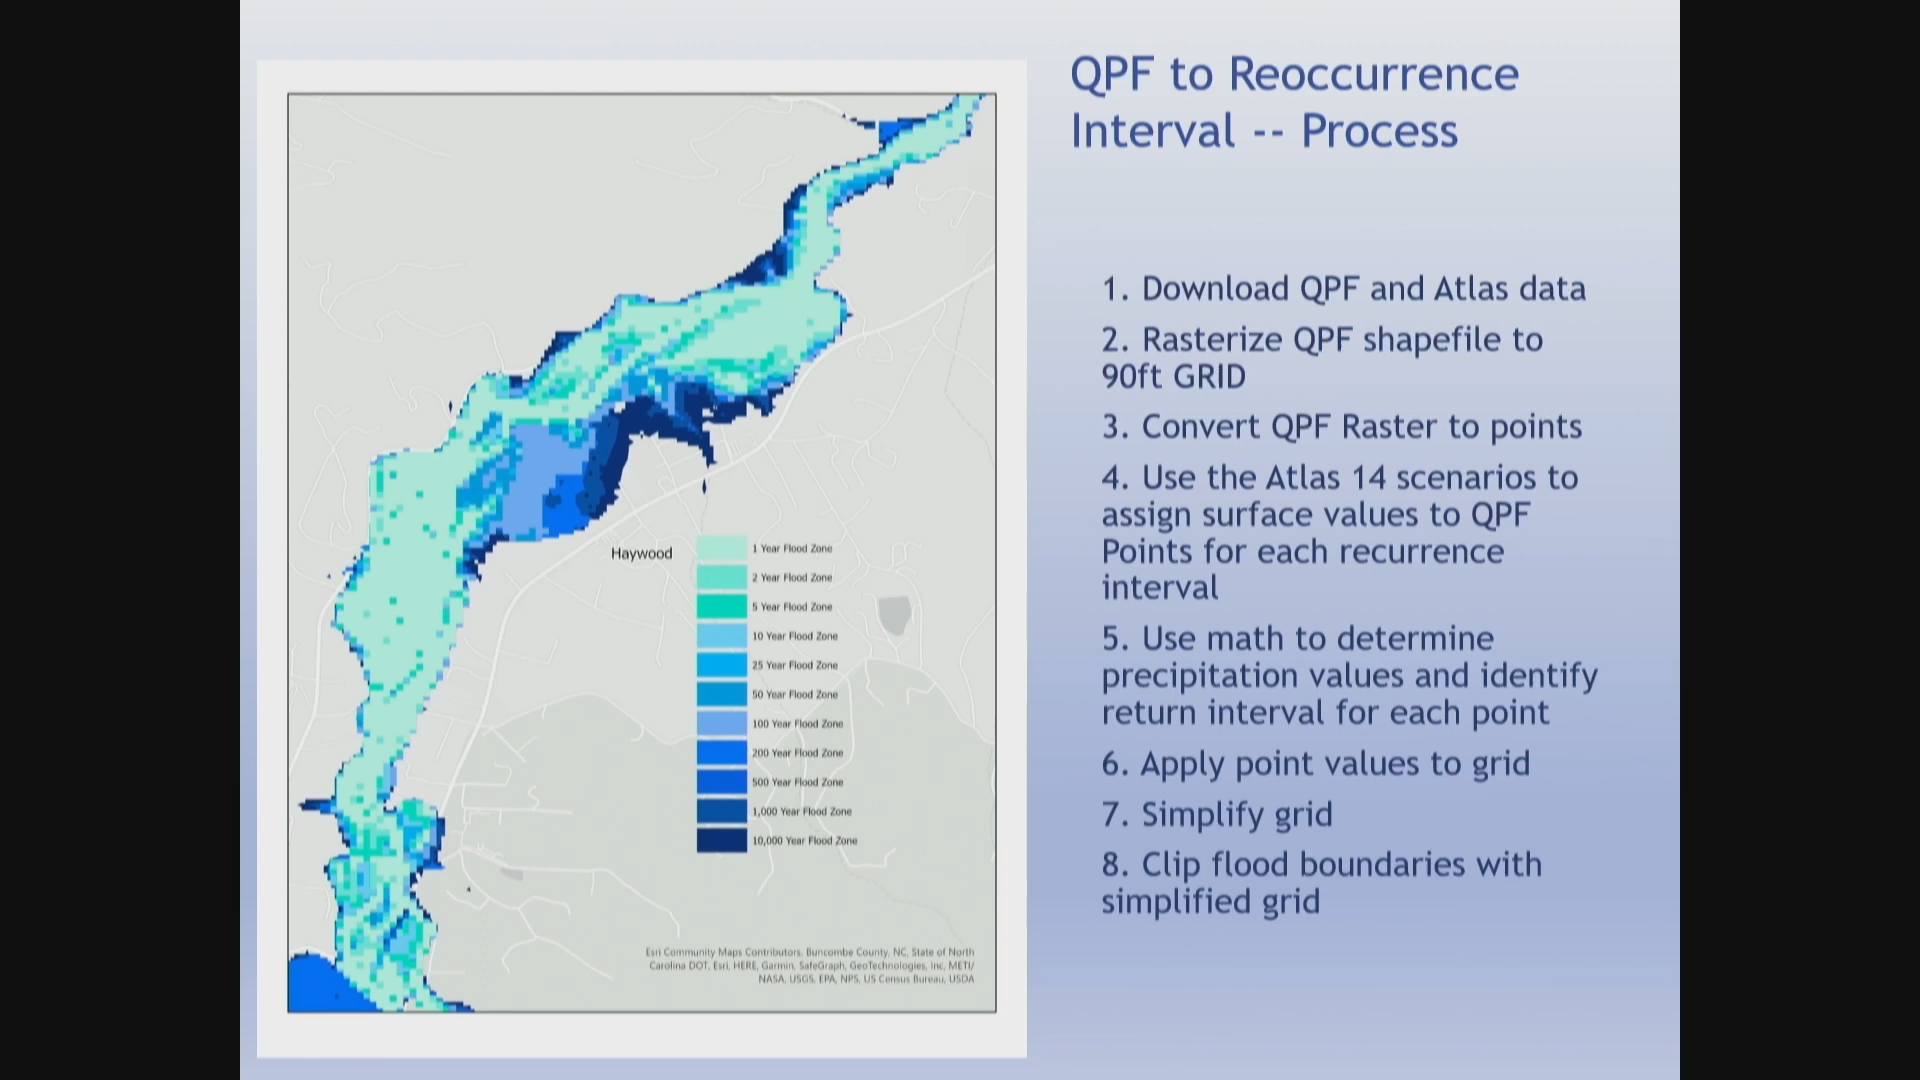 QPF to Reoccurrence
Interval -- Process
1. Download QPF and Atlas data
2. Rasterize QPF shapefile to
90ft GRID
3. Convert QPF Raster to points
4. Use the Atlas 14 scenarios to
assign surface values to QPF
Points for each recurrence
interval
5. Use math to determine
precipitation values and identify
return interval for each point
6. Apply point values to grid
7. Simplify grid
8. Clip flood boundaries with
simplified grid
Haywood
1 Year Flood Zone
2 Year Flood Zone
5 Year Flood Zone
10 Year Flood Zone
25 Year Flood Zone
50 Year Flood Zone
100 Year Flood Zone
200 Year Flood Zone
500 Year Flood Zone
1,000 Year Flood Zone
10,000 Year Flood Zone
Esri Community Maps Contributors, Buncombe County, NC, State of North
Carolina DOT, Esri, HERE, Garmin, SafeGraph, GeoTechnologies, Inc, METI/
NASA, USGS, EPA, NPS, US Census Bureau, USDA